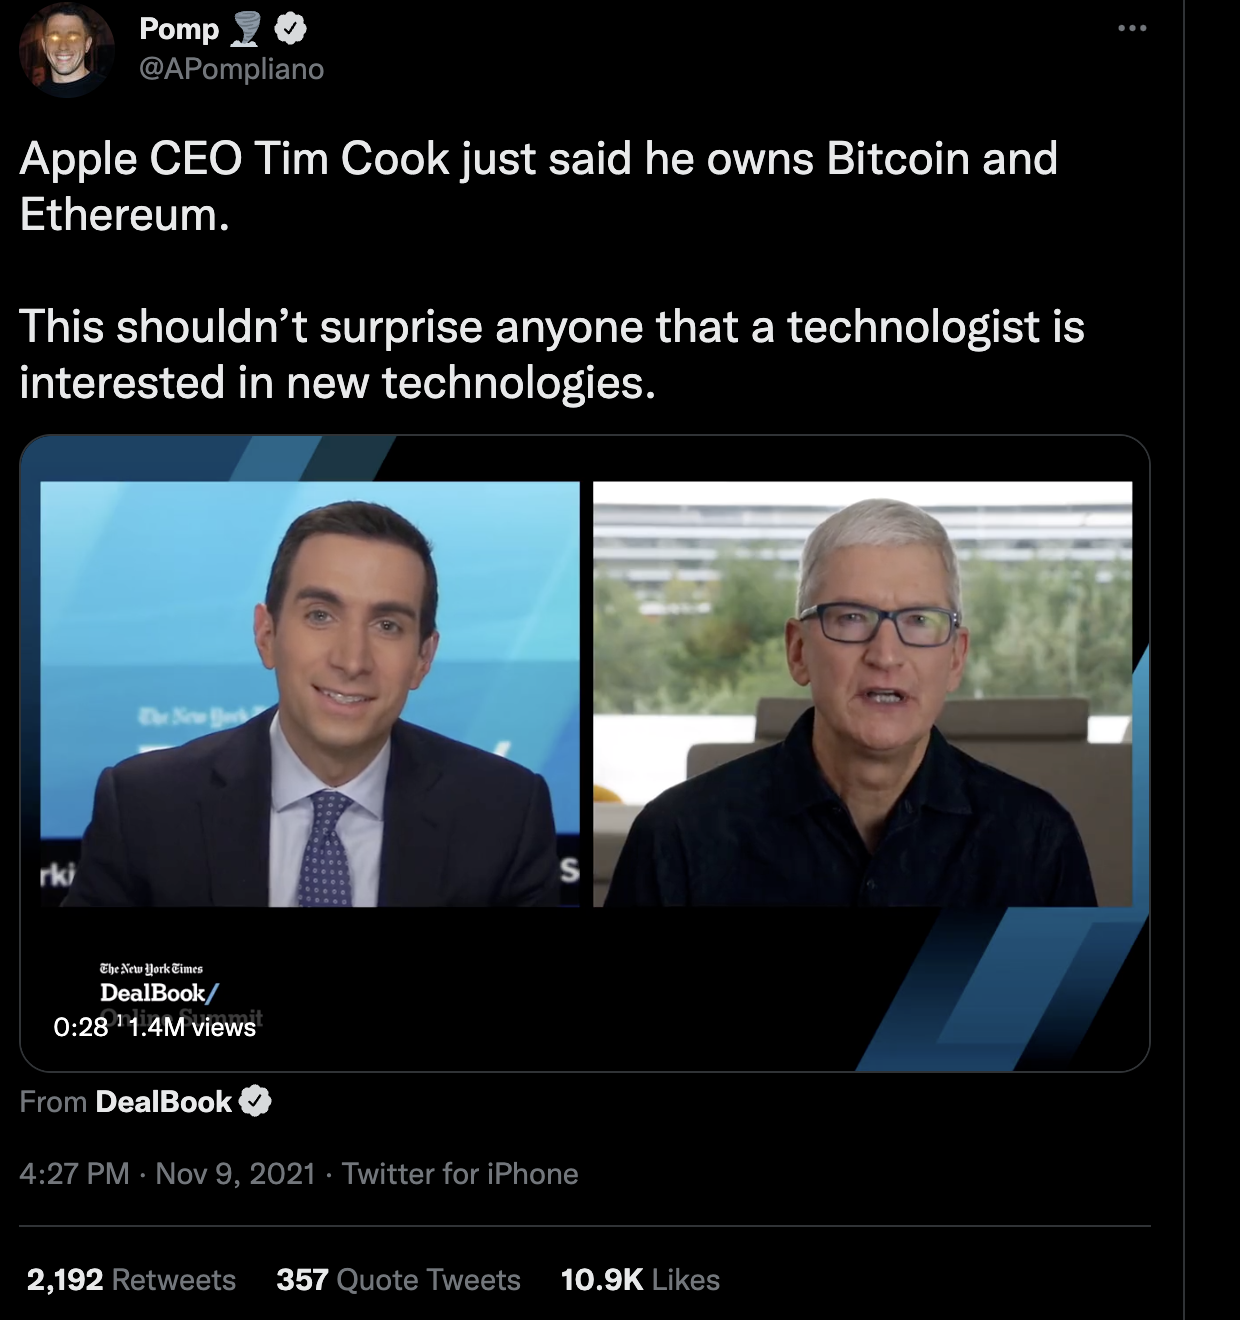 Pomp
@APompliano
Apple CEO Tim Cook just said he owns Bitcoin and
Ethereum.
This shouldn’t surprise anyone that a technologist is
interested in new technologies.
The New York T
rki
S
The New York Times
DealBook/
Online Summit
0:28 1.4M views
From DealBook
4:27 PM · Nov 9, 2021 · Twitter for iPhone
2,192 Retweets 357 Quote Tweets 10.9K Likes